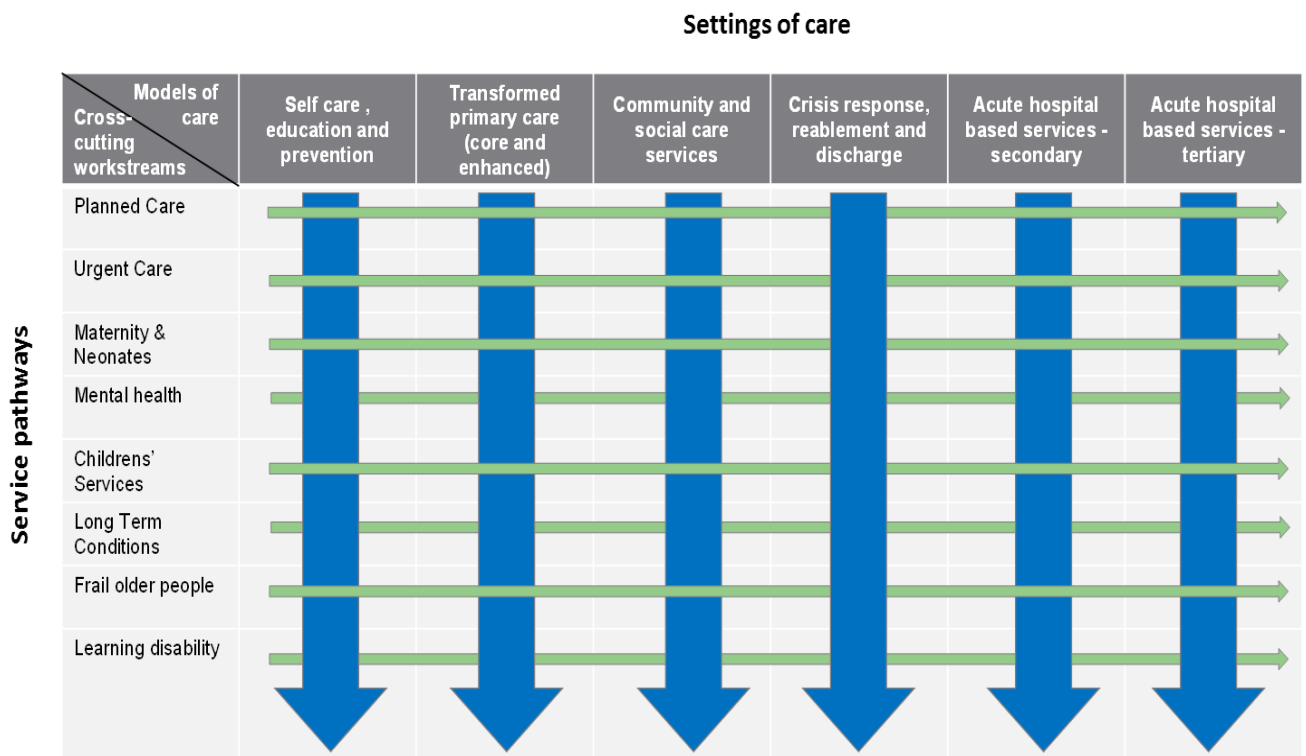 Settings of care
Models of
care
Cross-
cutting
workstreams
Self care ,
education and
prevention
Transformed
primary care
(core and
enhanced)
Community and
social care
services
Crisis response,
reablement and
discharge
Acute hospital
based services -
secondary
Acute hospital
based services -
tertiary
Service pathways
Planned Care
Urgent Care
Maternity &
Neonates
Mental health
Childrens'
Services
Long Term
Conditions
Frail older people
Learning disability